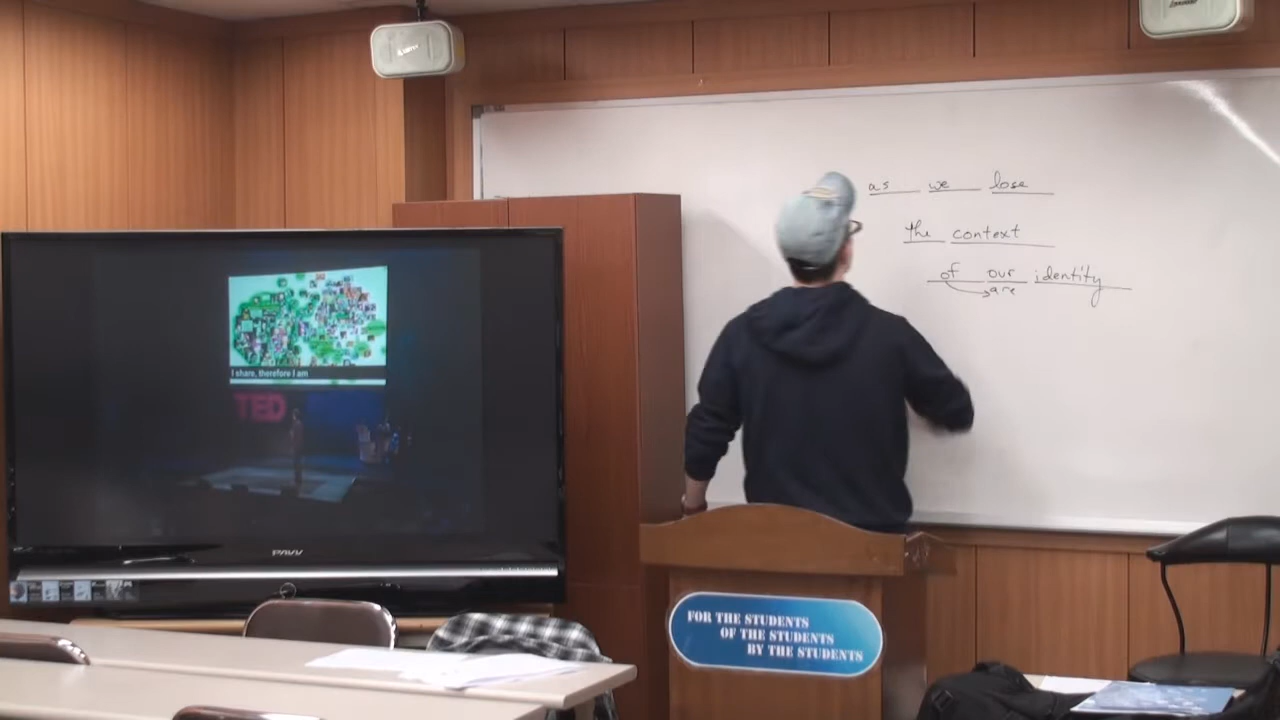 as we lose
the context
of our identity
are
I share, therefore I am
TED
PAVV
FOR THE STUDENTS
OF THE STUDENTS
BY THE STUDENTS